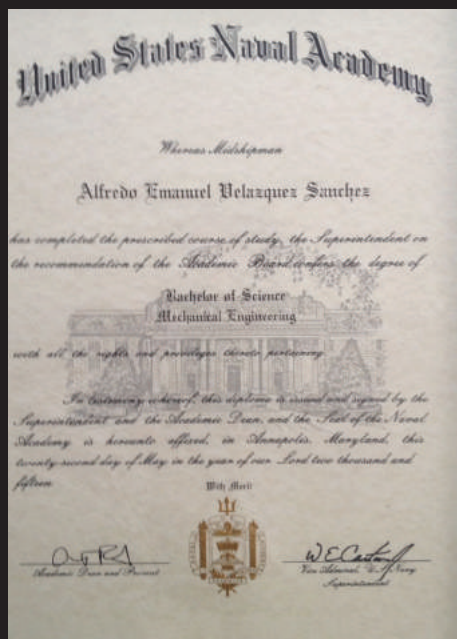 United States Naval Academy
Whereas Midshipman
Alfredo Emanuel Velazquez Sanchez
has completed the prescribed course of study, the Superintendent on
the recommendation of the Academic Board confers the degree of
Bachelor of Science
Mechanical Engineering
with all the rights and privileges thereto pertaining
In testimony whereof, this diploma is issued and signed by the
Superintendent and the Academic Dean, and the Seal of the Naval
Academy is hereunto affixed, in Annapolis, Maryland, this
twenty-second day of May in the year of our Lord two thousand and
fifteen
With Merit
Academic Dean and Provost
Vice Admiral, U.S. Navy
Superintendent